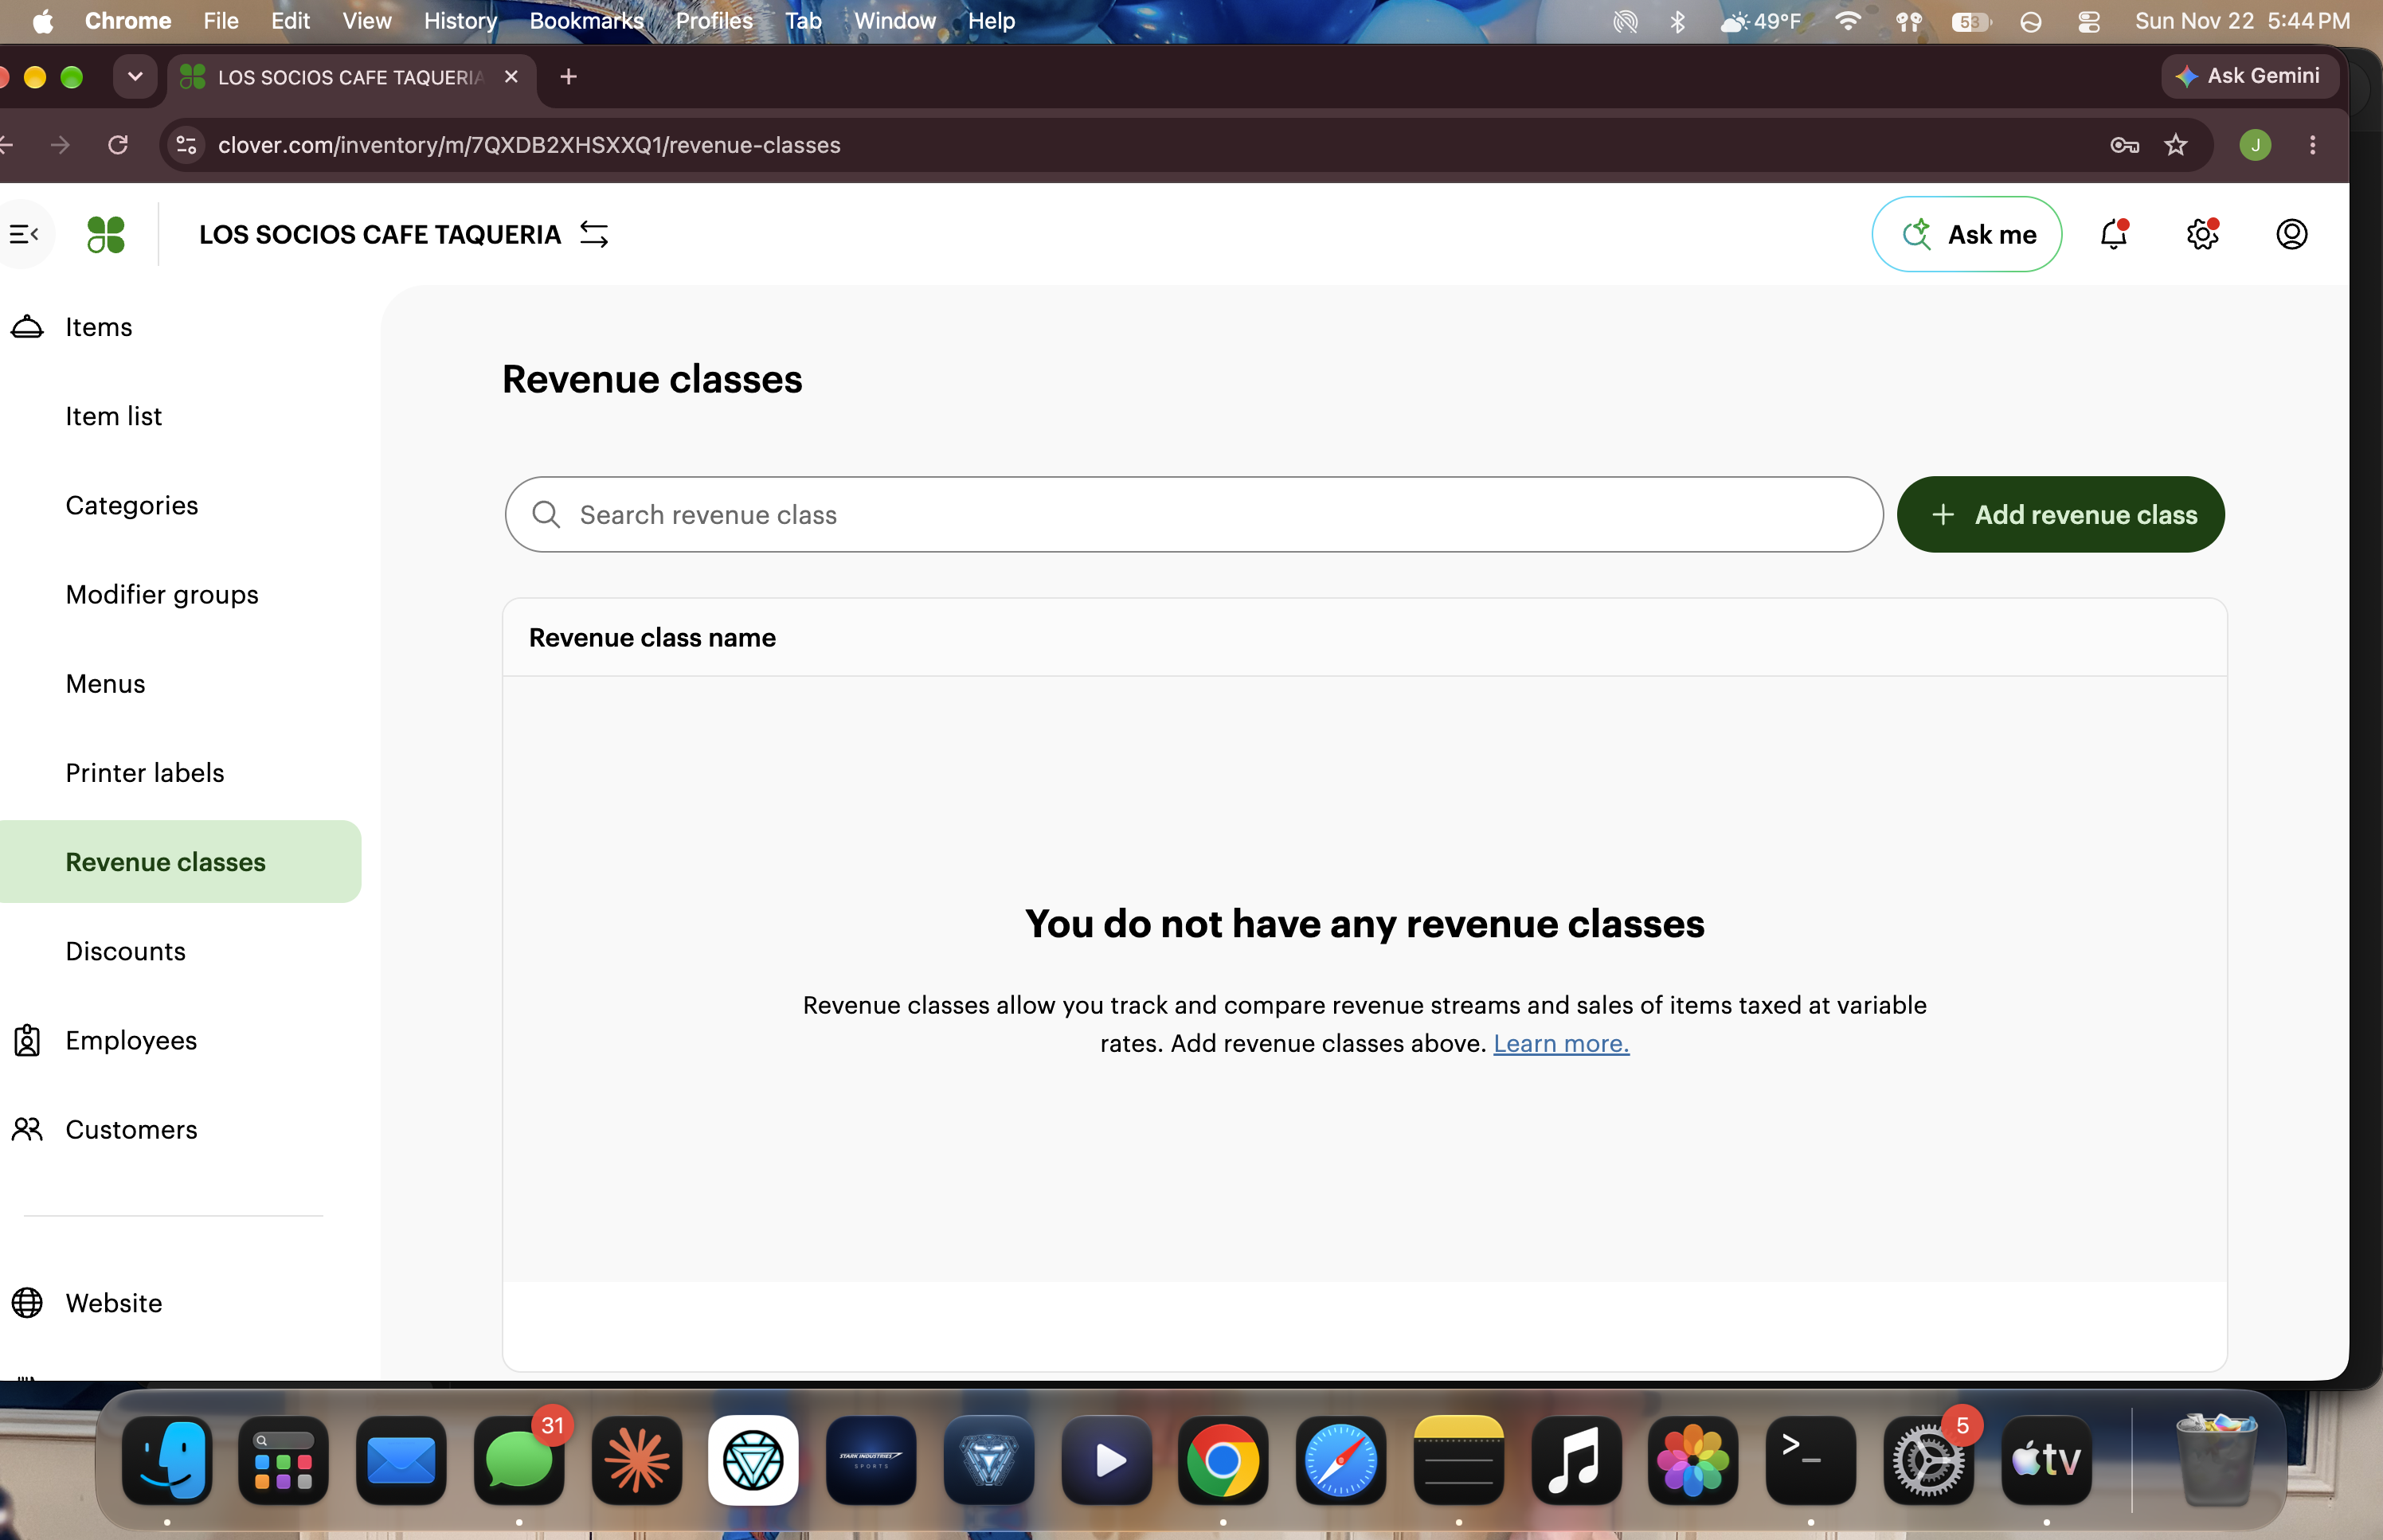 Chrome File Edit View History Bookmarks Profiles Tab Window Help 49°F 53 Sun Nov 22 5:44 PM
LOS SOCIOS CAFE TAQUERIA Ask Gemini
clover.com/inventory/m/7QXDB2XHSXXQ1/revenue-classes J
LOS SOCIOS CAFE TAQUERIA Ask me
Items
Item list
Categories
Modifier groups
Menus
Printer labels
Revenue classes
Discounts
Employees
Customers
Website
Revenue classes
Search revenue class
+ Add revenue class
Revenue class name
You do not have any revenue classes
Revenue classes allow you track and compare revenue streams and sales of items taxed at variable
rates. Add revenue classes above. Learn more.
31
STARK INDUSTRIES
SPORTS
5
tv